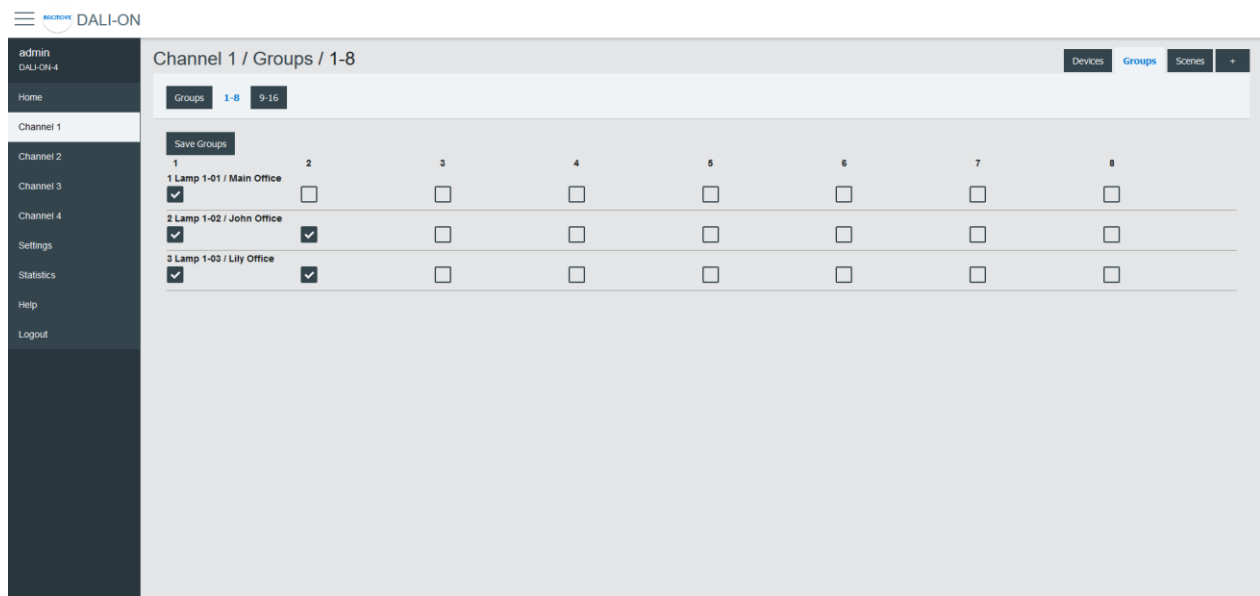 DALI-ON
admin
DALI-ON-4
Home
Channel 1
Channel 2
Channel 3
Channel 4
Settings
Statistics
Help
Logout
Channel 1 / Groups / 1-8
Devices Groups Scenes +
Groups 1-8 9-16
Save Groups
1 2 3 4 5 6 7 8
1 Lamp 1-01 / Main Office
2 Lamp 1-02 / John Office
3 Lamp 1-03 / Lily Office